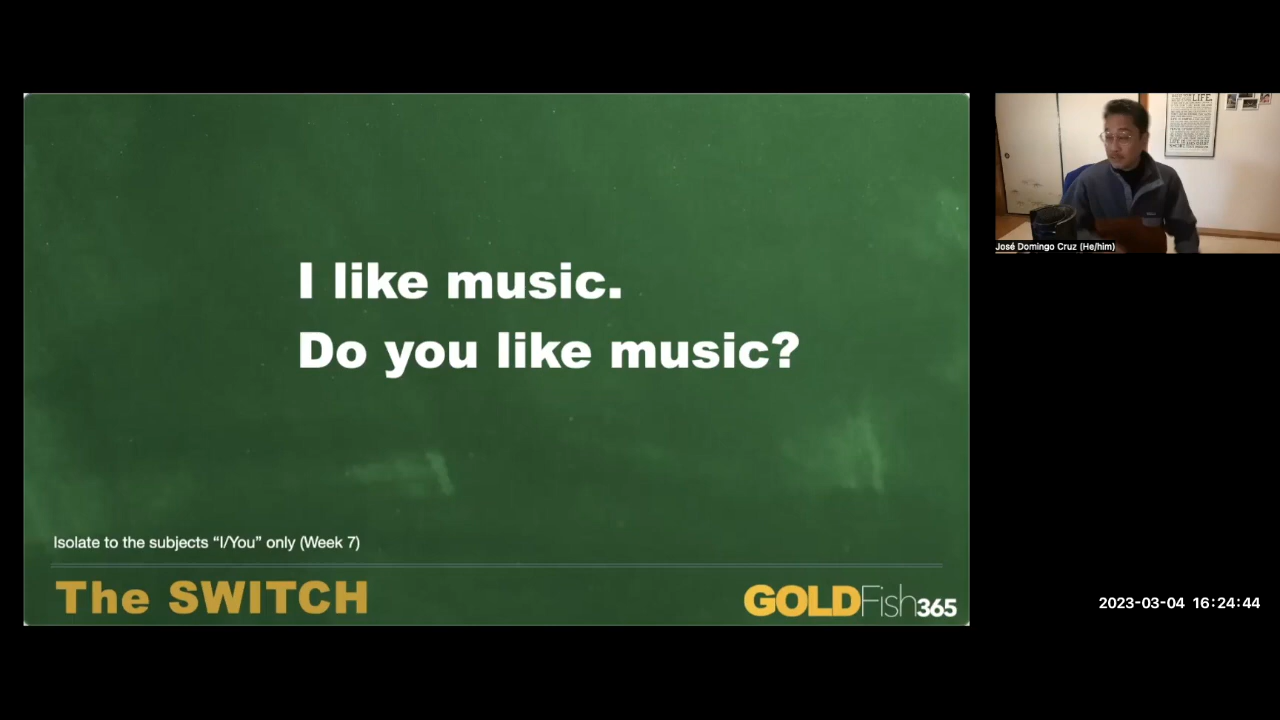 I like music.
Do you like music?
Isolate to the subjects “I/You” only (Week 7)
The SWITCH
GOLDFish365
LIFE.
José Domingo Cruz (He/him)
2023-03-04 16:24:44